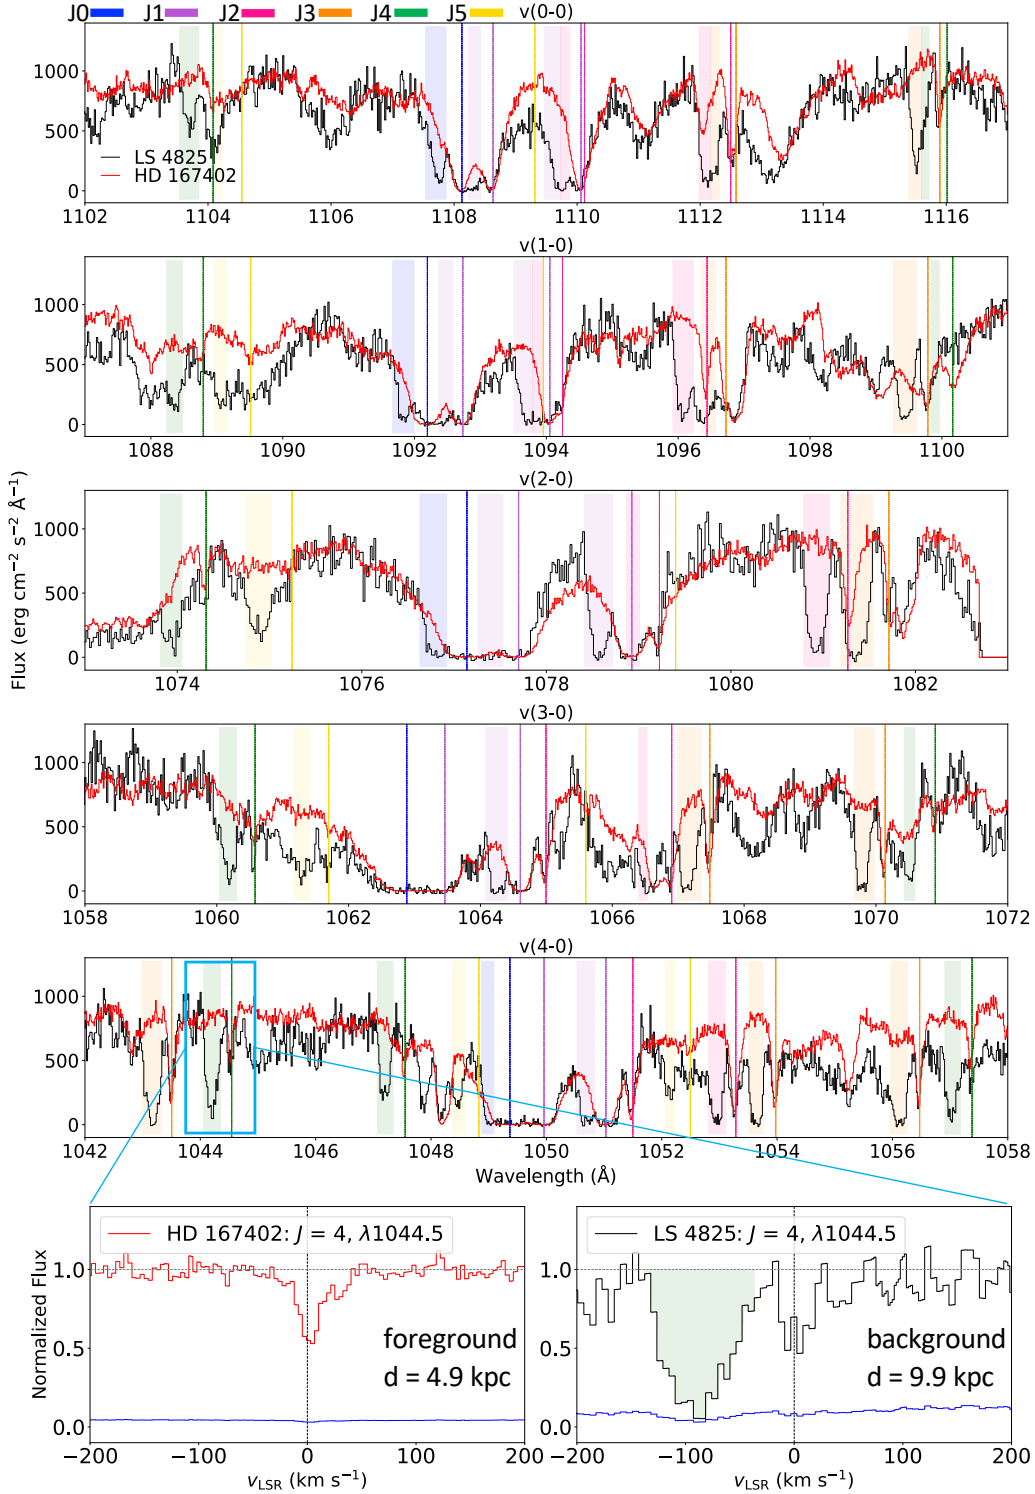 J0 J1 J2 J3 J4 J5
v(0-0)
1000
500
0
LS 4825
HD 167402
1102 1104 1106 1108 1110 1112 1114 1116
v(1-0)
1000
500
0
1088 1090 1092 1094 1096 1098 1100
v(2-0)
1000
500
0
1074 1076 1078 1080 1082
Flux (erg cm⁻² s⁻² Å⁻¹)
v(3-0)
1000
500
0
1058 1060 1062 1064 1066 1068 1070 1072
v(4-0)
1000
500
0
1042 1044 1046 1048 1050 1052 1054 1056 1058
Wavelength (Å)
HD 167402: J = 4, λ1044.5
Normalized Flux
1.0
0.5
0.0
foreground
d = 4.9 kpc
−200 −100 0 100 200
vLSR (km s⁻¹)
LS 4825: J = 4, λ1044.5
1.0
0.5
0.0
background
d = 9.9 kpc
−200 −100 0 100 200
vLSR (km s⁻¹)